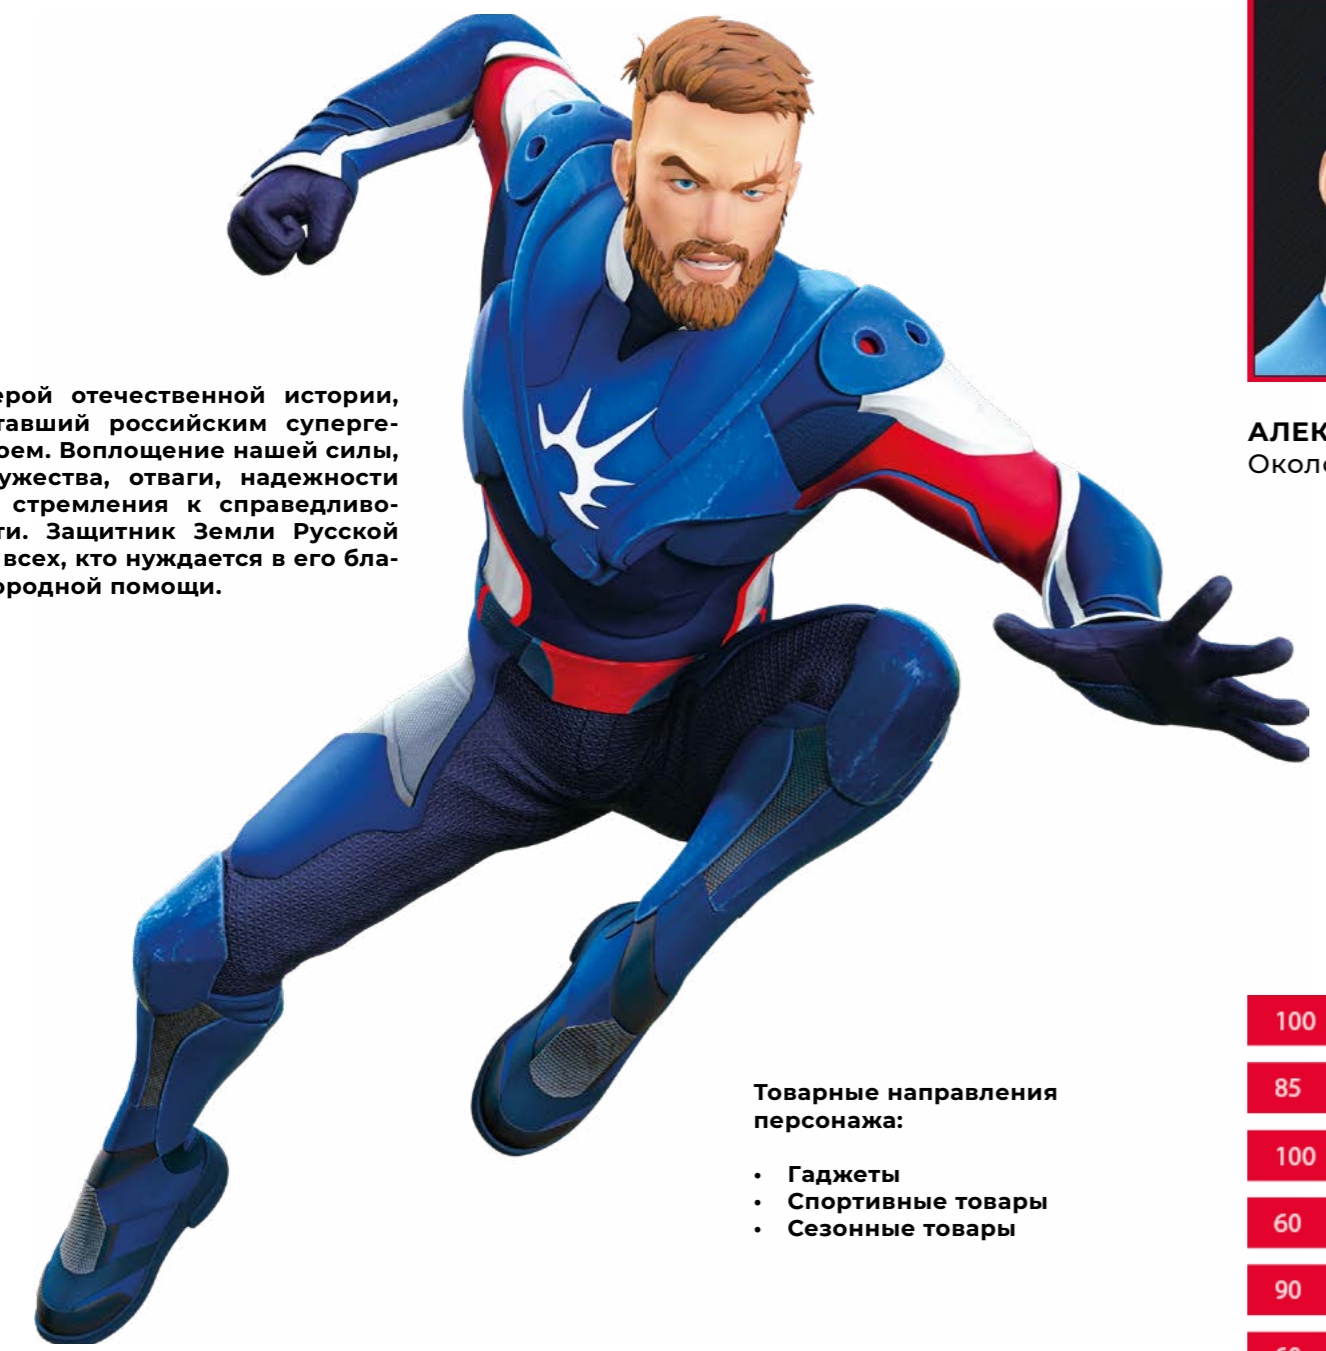 ерой отечественной истории,
тавший российским суперге-
оем. Воплощение нашей силы,
ужества, отваги, надежности
стремления к справедливо-
ти. Защитник Земли Русской
всех, кто нуждается в его бла-
ородной помощи.
АЛЕК
Около
Товарные направления
персонажа:
• Гаджеты
• Спортивные товары
• Сезонные товары
100
85
100
60
90